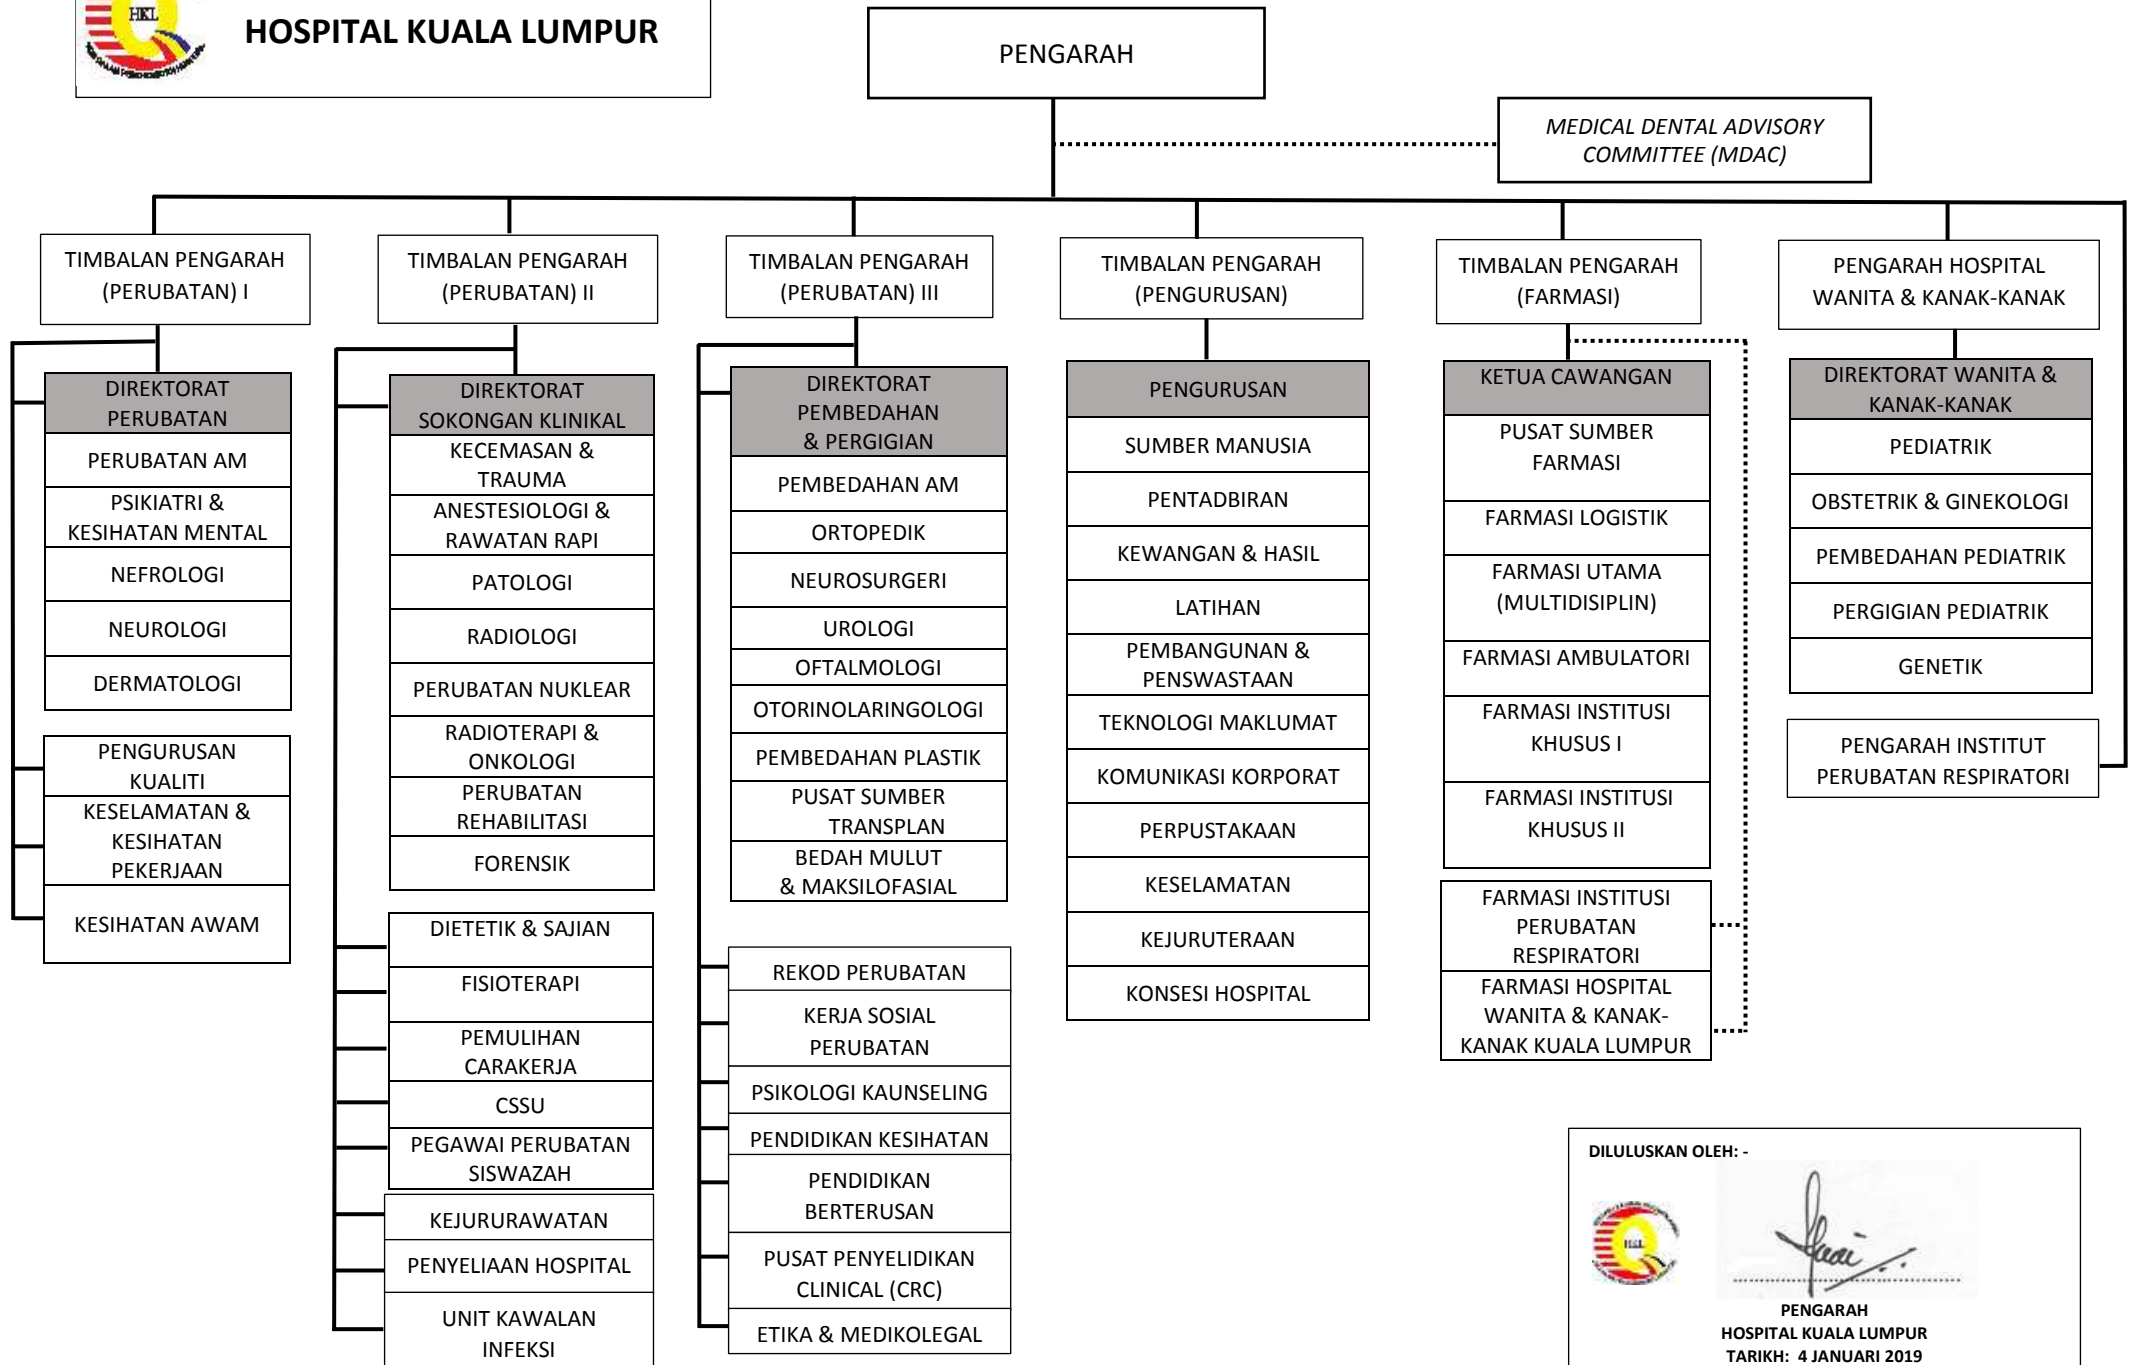 HKL
HOSPITAL KUALA LUMPUR
PENGARAH
MEDICAL DENTAL ADVISORY
COMMITTEE (MDAC)
TIMBALAN PENGARAH
(PERUBATAN) I
DIREKTORAT
PERUBATAN
PERUBATAN AM
PSIKIATRI &
KESIHATAN MENTAL
NEFROLOGI
NEUROLOGI
DERMATOLOGI
PENGURUSAN
KUALITI
KESELAMATAN &
KESIHATAN
PEKERJAAN
KESIHATAN AWAM
TIMBALAN PENGARAH
(PERUBATAN) II
DIREKTORAT
SOKONGAN KLINIKAL
KECEMASAN &
TRAUMA
ANESTESIOLOGI &
RAWATAN RAPI
PATOLOGI
RADIOLOGI
PERUBATAN NUKLEAR
RADIOTERAPI &
ONKOLOGI
PERUBATAN
REHABILITASI
FORENSIK
DIETETIK & SAJIAN
FISIOTERAPI
PEMULIHAN
CARAKERJA
CSSU
PEGAWAI PERUBATAN
SISWAZAH
KEJURURAWATAN
PENYELIAAN HOSPITAL
UNIT KAWALAN
INFEKSI
TIMBALAN PENGARAH
(PERUBATAN) III
DIREKTORAT
PEMBEDAHAN
& PERGIGIAN
PEMBEDAHAN AM
ORTOPEDIK
NEUROSURGERI
UROLOGI
OFTALMOLOGI
OTORINOLARINGOLOGI
PEMBEDAHAN PLASTIK
PUSAT SUMBER
TRANSPLAN
BEDAH MULUT
& MAKSILOFASIAL
REKOD PERUBATAN
KERJA SOSIAL
PERUBATAN
PSIKOLOGI KAUNSELING
PENDIDIKAN KESIHATAN
PENDIDIKAN
BERTERUSAN
PUSAT PENYELIDIKAN
CLINICAL (CRC)
ETIKA & MEDIKOLEGAL
TIMBALAN PENGARAH
(PENGURUSAN)
PENGURUSAN
SUMBER MANUSIA
PENTADBIRAN
KEWANGAN & HASIL
LATIHAN
PEMBANGUNAN &
PENSWASTAAN
TEKNOLOGI MAKLUMAT
KOMUNIKASI KORPORAT
PERPUSTAKAAN
KESELAMATAN
KEJURUTERAAN
KONSESI HOSPITAL
TIMBALAN PENGARAH
(FARMASI)
KETUA CAWANGAN
PUSAT SUMBER
FARMASI
FARMASI LOGISTIK
FARMASI UTAMA
(MULTIDISIPLIN)
FARMASI AMBULATORI
FARMASI INSTITUSI
KHUSUS I
FARMASI INSTITUSI
KHUSUS II
FARMASI INSTITUSI
PERUBATAN
RESPIRATORI
FARMASI HOSPITAL
WANITA & KANAK-
KANAK KUALA LUMPUR
PENGARAH HOSPITAL
WANITA & KANAK-KANAK
DIREKTORAT WANITA &
KANAK-KANAK
PEDIATRIK
OBSTETRIK & GINEKOLOGI
PEMBEDAHAN PEDIATRIK
PERGIGIAN PEDIATRIK
GENETIK
PENGARAH INSTITUT
PERUBATAN RESPIRATORI
DILULUSKAN OLEH: -
HKL
PENGARAH
HOSPITAL KUALA LUMPUR
TARIKH: 4 JANUARI 2019